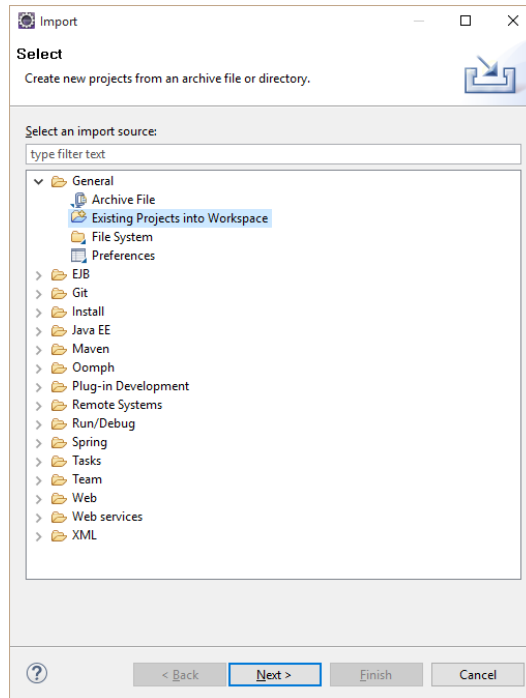 Import
Select
Create new projects from an archive file or directory.
Select an import source:
type filter text
General
Archive File
Existing Projects into Workspace
File System
Preferences
EJB
Git
Install
Java EE
Maven
Oomph
Plug-in Development
Remote Systems
Run/Debug
Spring
Tasks
Team
Web
Web services
XML
? < Back Next > Finish Cancel